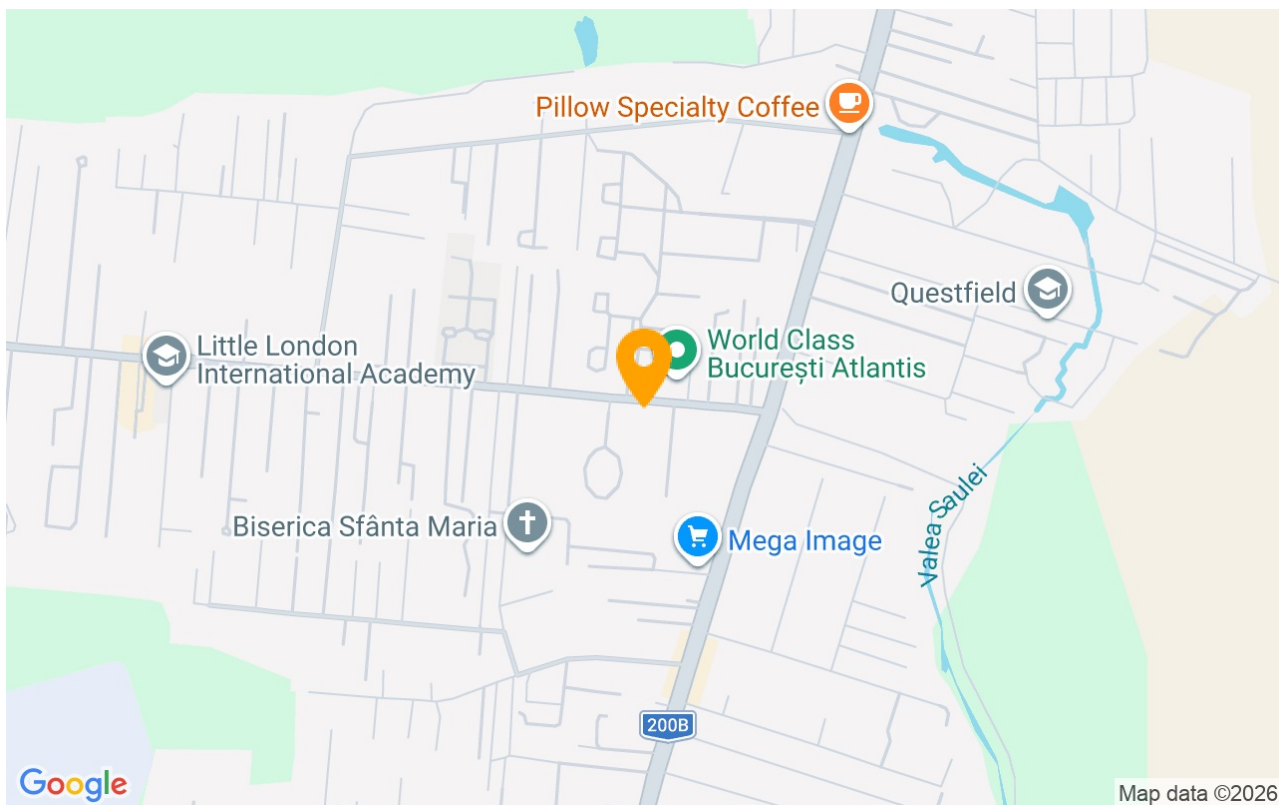 Pillow Specialty Coffee
Questfield
Little London
International Academy
World Class
București Atlantis
Valea Saulei
Biserica Sfânta Maria
Mega Image
200B
Google
Map data ©2026